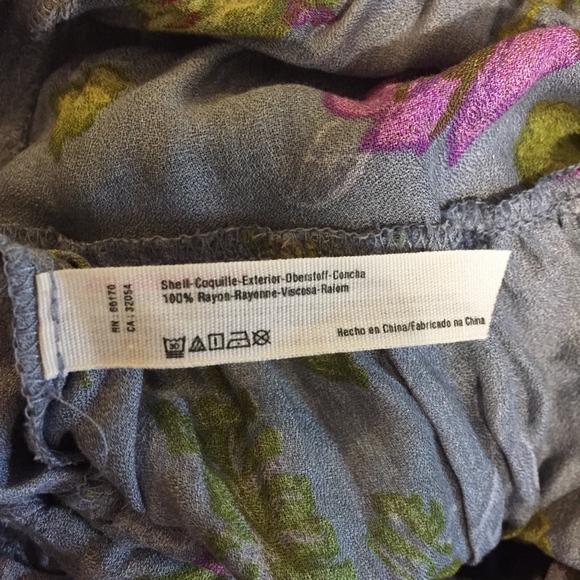 Shell-Coquille-Exterior-Oberstoff-Concha
100% Rayon-Rayonne-Viscosa-Raiom
RN : 66170
CA : 32054
30
Hecho en China/Fabricado na China